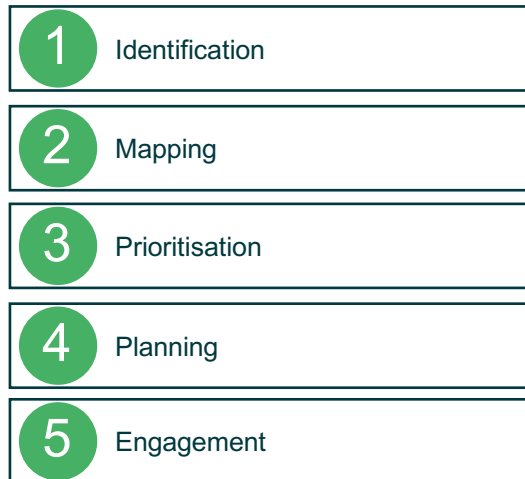 1 Identification
2 Mapping
3 Prioritisation
4 Planning
5 Engagement